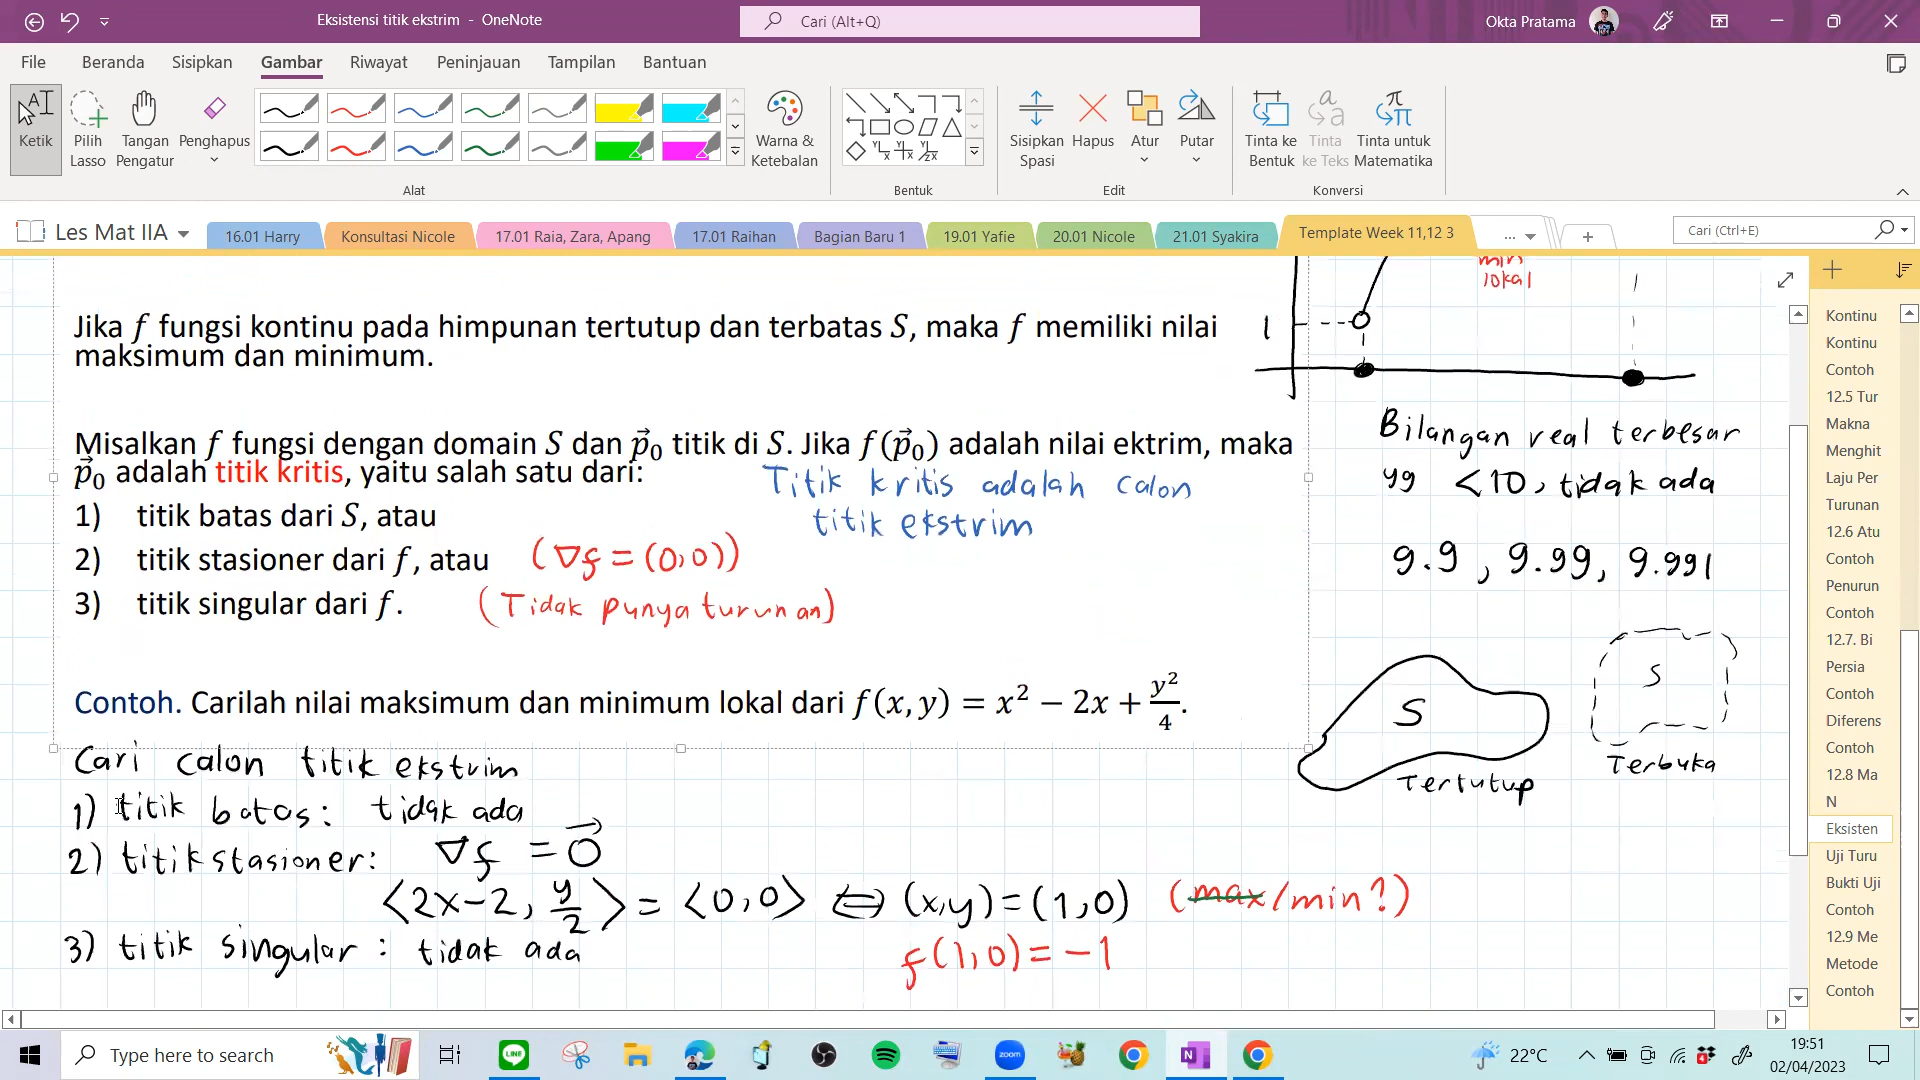 Eksistensi titik ekstrim - OneNote
Cari (Alt+Q)
Okta Pratama
File Beranda Sisipkan Gambar Riwayat Peninjauan Tampilan Bantuan
Ketik
Pilih Lasso
Tangan Pengatur
Penghapus
Warna & Ketebalan
Sisipkan Spasi
Hapus
Atur
Putar
Tinta ke Bentuk
Tinta ke Teks
Tinta untuk Matematika
Alat Bentuk Edit Konversi
Les Mat IIA
16.01 Harry
Konsultasi Nicole
17.01 Raia, Zara, Apang
17.01 Raihan
Bagian Baru 1
19.01 Yafie
20.01 Nicole
21.01 Syakira
Template Week 11,12 3
...
Cari (Ctrl+E)
Jika f fungsi kontinu pada himpunan tertutup dan terbatas S, maka f memiliki nilai
maksimum dan minimum.
Misalkan f fungsi dengan domain S dan p⃗₀ titik di S. Jika f(p⃗₀) adalah nilai ektrim, maka
p⃗₀ adalah titik kritis, yaitu salah satu dari:
Titik kritis adalah calon
titik ekstrim
1) titik batas dari S, atau
2) titik stasioner dari f, atau (∇f = (0,0))
3) titik singular dari f. (Tidak punya turunan)
Contoh. Carilah nilai maksimum dan minimum lokal dari f(x, y) = x² − 2x + y²/4.
Cari calon titik ekstrim
1) titik batas: tidak ada
2) titik stasioner: ∇f = 0⃗
<2x-2, y/2> = <0,0> ⇔ (x,y) = (1,0) (max/min?)
3) titik singular : tidak ada
f(1,0) = -1
min
lokal
1
Bilangan real terbesar
yg <10, tidak ada
9.9, 9.99, 9.991
S
Tertutup
S
Terbuka
Kontinu
Kontinu
Contoh
12.5 Tur
Makna
Menghit
Laju Per
Turunan
12.6 Atu
Contoh
Penurun
Contoh
12.7. Bi
Persia
Contoh
Diferens
Contoh
12.8 Ma
N
Eksisten
Uji Turu
Bukti Uji
Contoh
12.9 Me
Metode
Contoh
Type here to search
LINE
zoom
22°C
19:51
02/04/2023